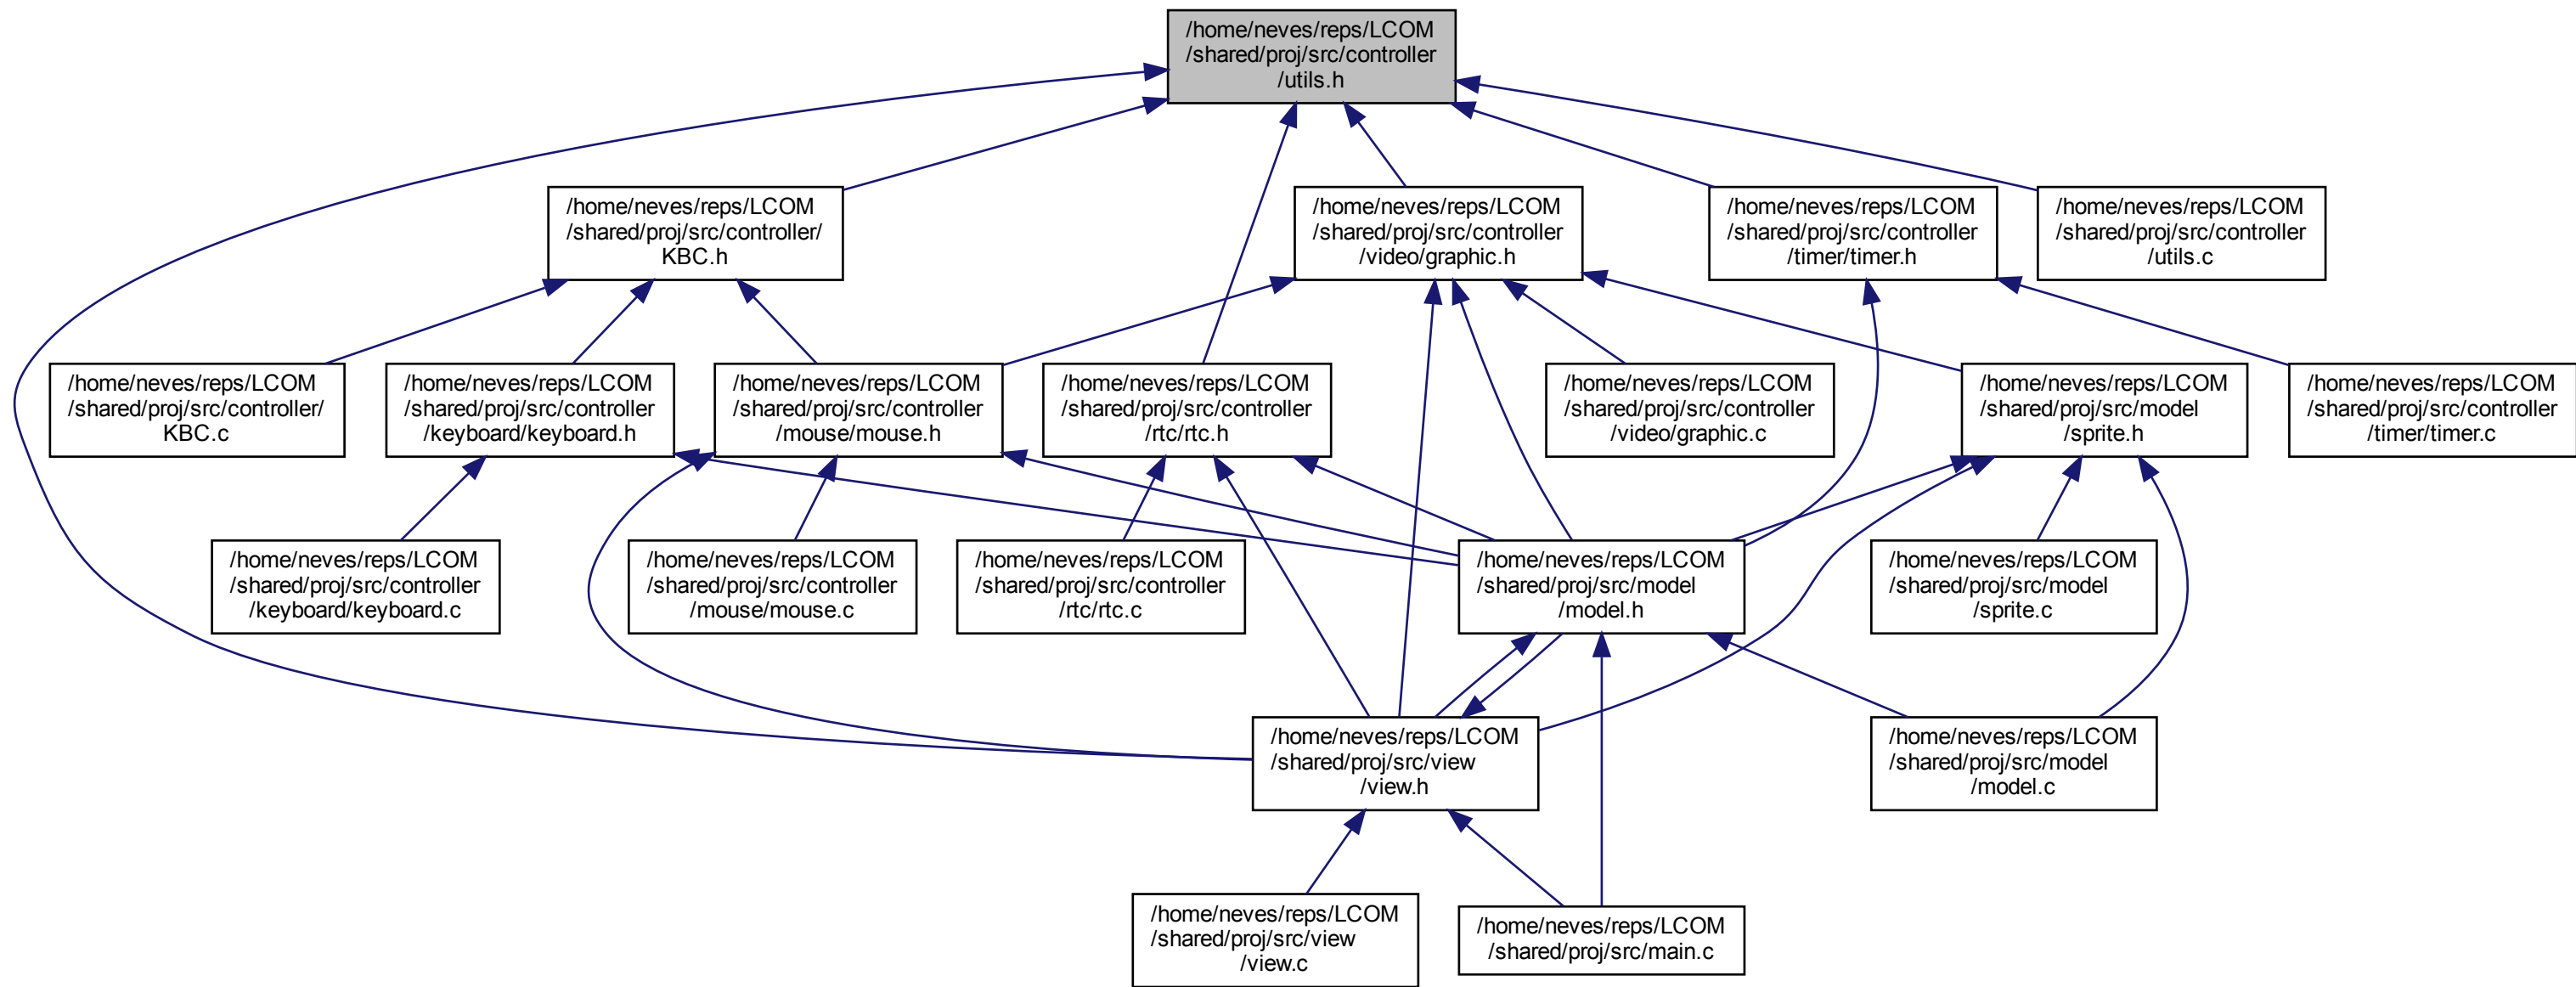 /home/neves/reps/LCOM
/shared/proj/src/controller
/utils.h
/home/neves/reps/LCOM
/shared/proj/src/controller/
KBC.h
/home/neves/reps/LCOM
/shared/proj/src/controller
/video/graphic.h
/home/neves/reps/LCOM
/shared/proj/src/controller
/timer/timer.h
/home/neves/reps/LCOM
/shared/proj/src/controller
/utils.c
/home/neves/reps/LCOM
/shared/proj/src/controller/
KBC.c
/home/neves/reps/LCOM
/shared/proj/src/controller
/keyboard/keyboard.h
/home/neves/reps/LCOM
/shared/proj/src/controller
/mouse/mouse.h
/home/neves/reps/LCOM
/shared/proj/src/controller
/rtc/rtc.h
/home/neves/reps/LCOM
/shared/proj/src/controller
/video/graphic.c
/home/neves/reps/LCOM
/shared/proj/src/model
/sprite.h
/home/neves/reps/LCOM
/shared/proj/src/controller
/timer/timer.c
/home/neves/reps/LCOM
/shared/proj/src/controller
/keyboard/keyboard.c
/home/neves/reps/LCOM
/shared/proj/src/controller
/mouse/mouse.c
/home/neves/reps/LCOM
/shared/proj/src/controller
/rtc/rtc.c
/home/neves/reps/LCOM
/shared/proj/src/model
/model.h
/home/neves/reps/LCOM
/shared/proj/src/model
/sprite.c
/home/neves/reps/LCOM
/shared/proj/src/view
/view.h
/home/neves/reps/LCOM
/shared/proj/src/model
/model.c
/home/neves/reps/LCOM
/shared/proj/src/view
/view.c
/home/neves/reps/LCOM
/shared/proj/src/main.c